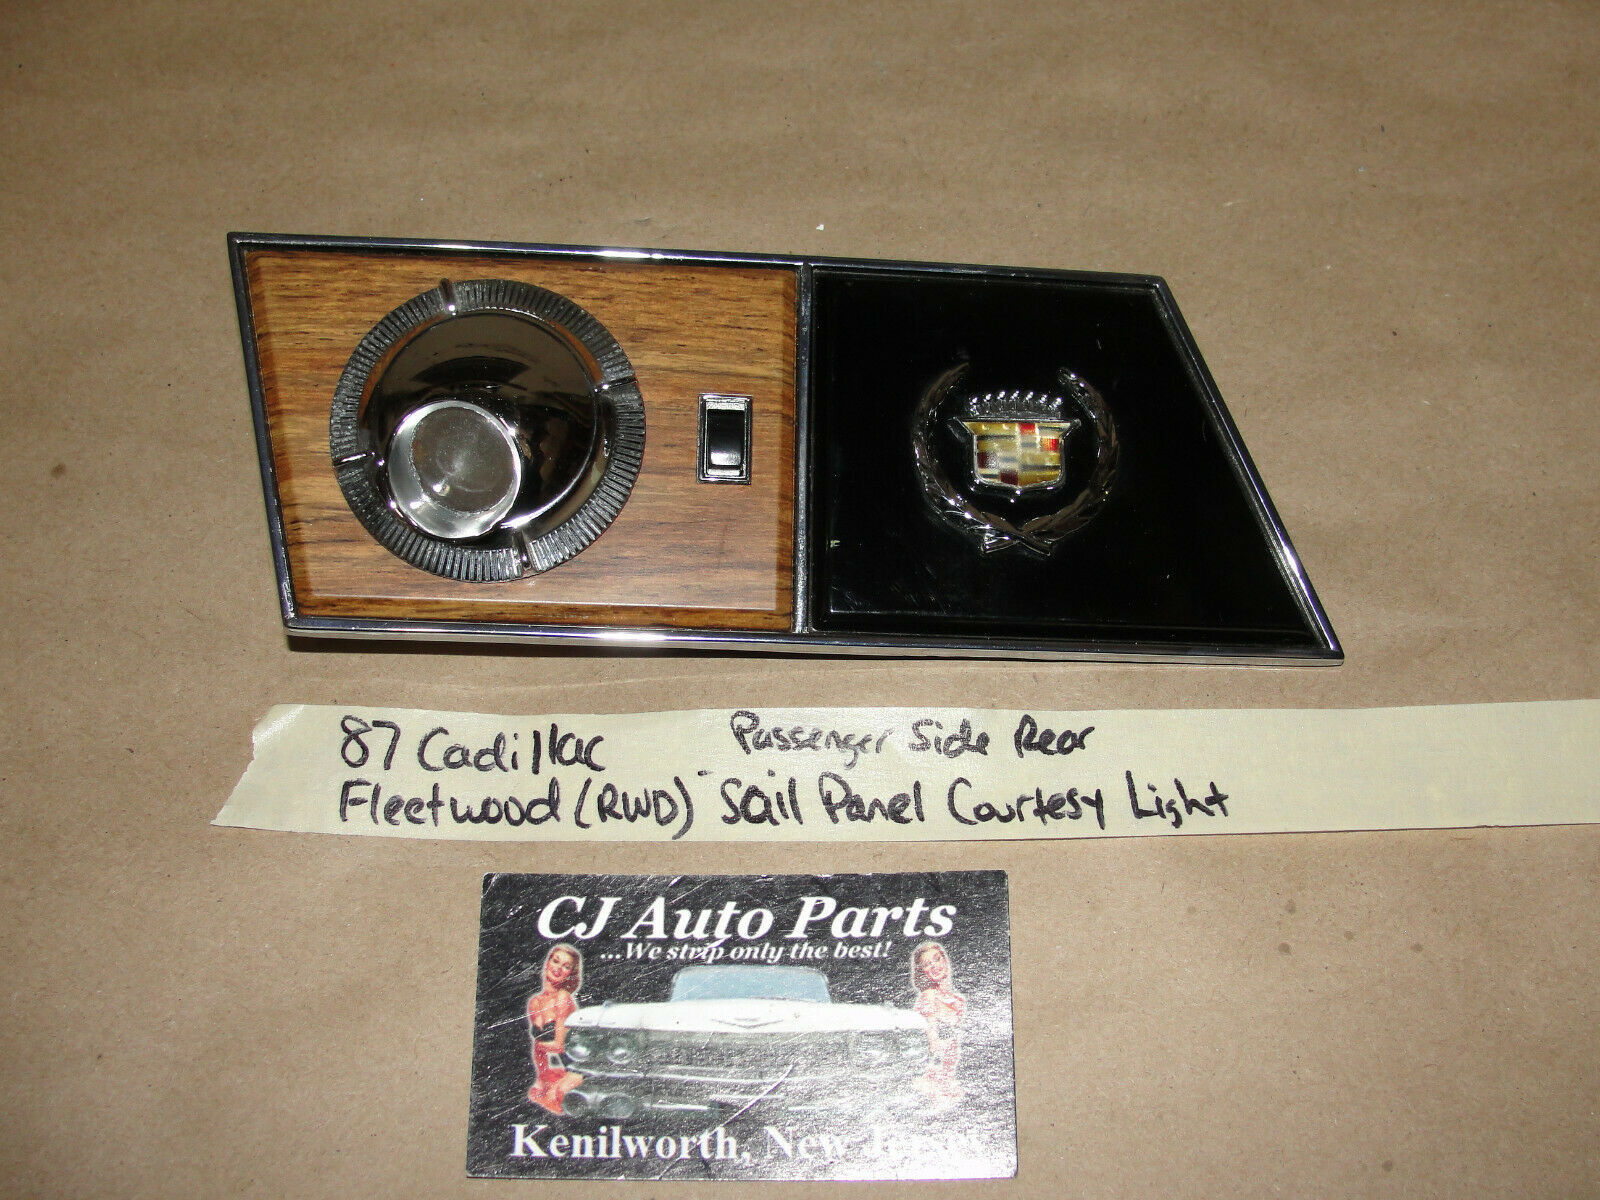 87 Cadillac Passenger Side Rear
Fleetwood (RWD) - Sail Panel Courtesy Light
CJ Auto Parts
...We strip only the best!
Kenilworth, New Jersey